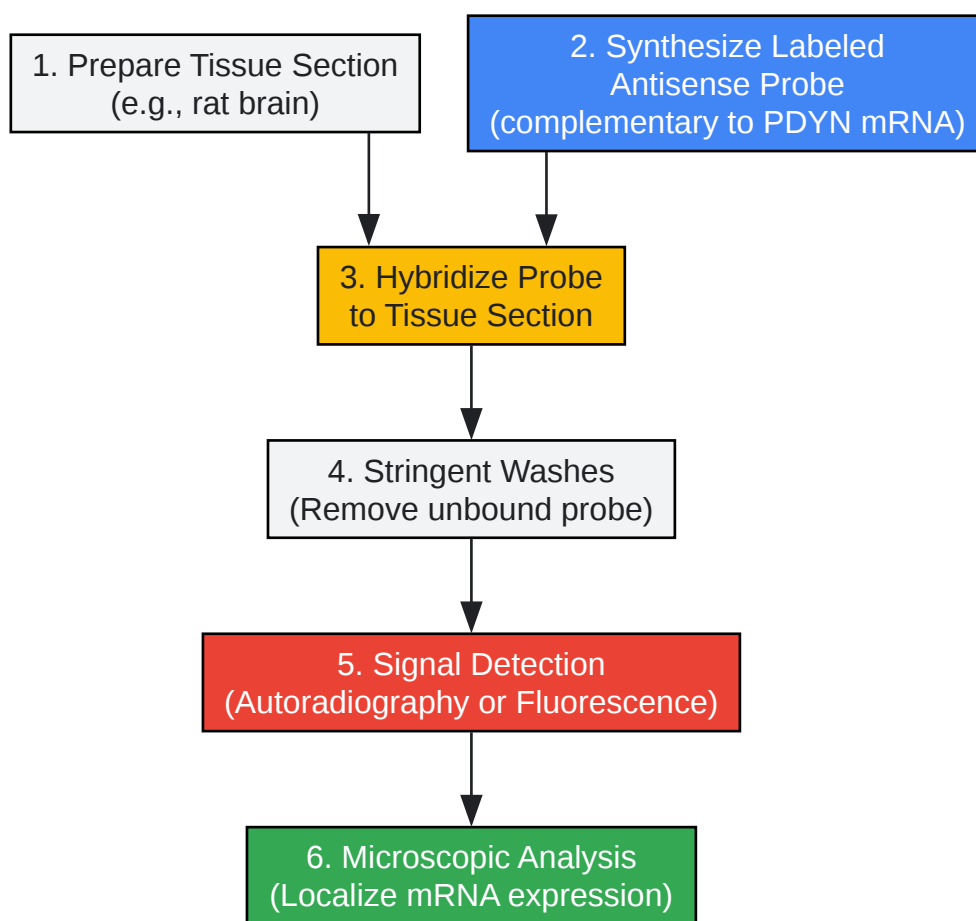 1. Prepare Tissue Section
(e.g., rat brain)
2. Synthesize Labeled
Antisense Probe
(complementary to PDYN mRNA)
3. Hybridize Probe
to Tissue Section
4. Stringent Washes
(Remove unbound probe)
5. Signal Detection
(Autoradiography or Fluorescence)
6. Microscopic Analysis
(Localize mRNA expression)